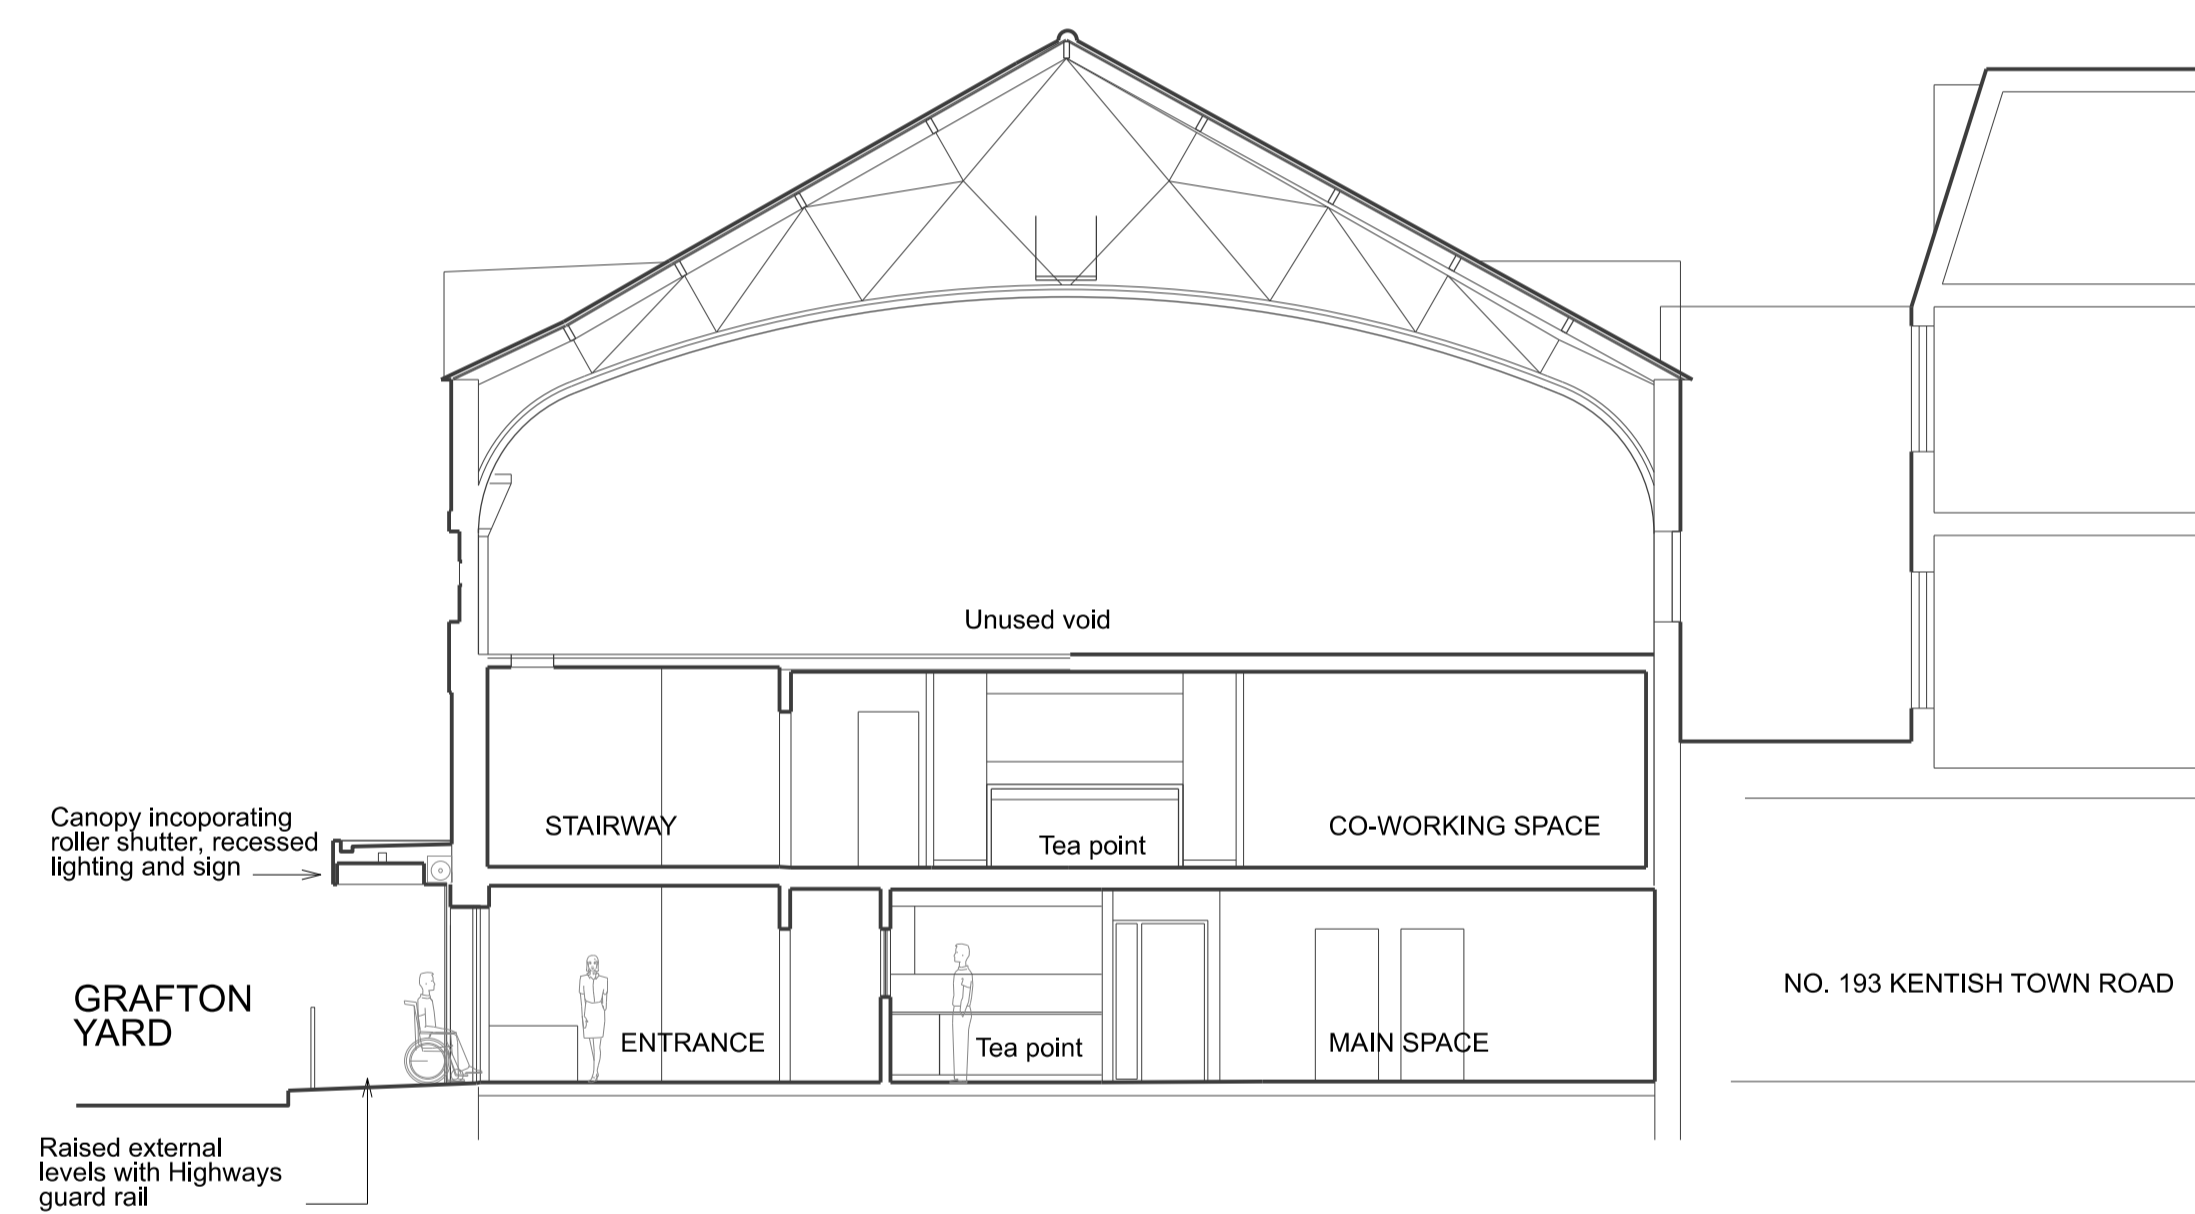 Unused void
STAIRWAY
CO-WORKING SPACE
Tea point
Canopy incoporating
roller shutter, recessed
lighting and sign
GRAFTON
YARD
ENTRANCE
Tea point
MAIN SPACE
NO. 193 KENTISH TOWN ROAD
Raised external
levels with Highways
guard rail